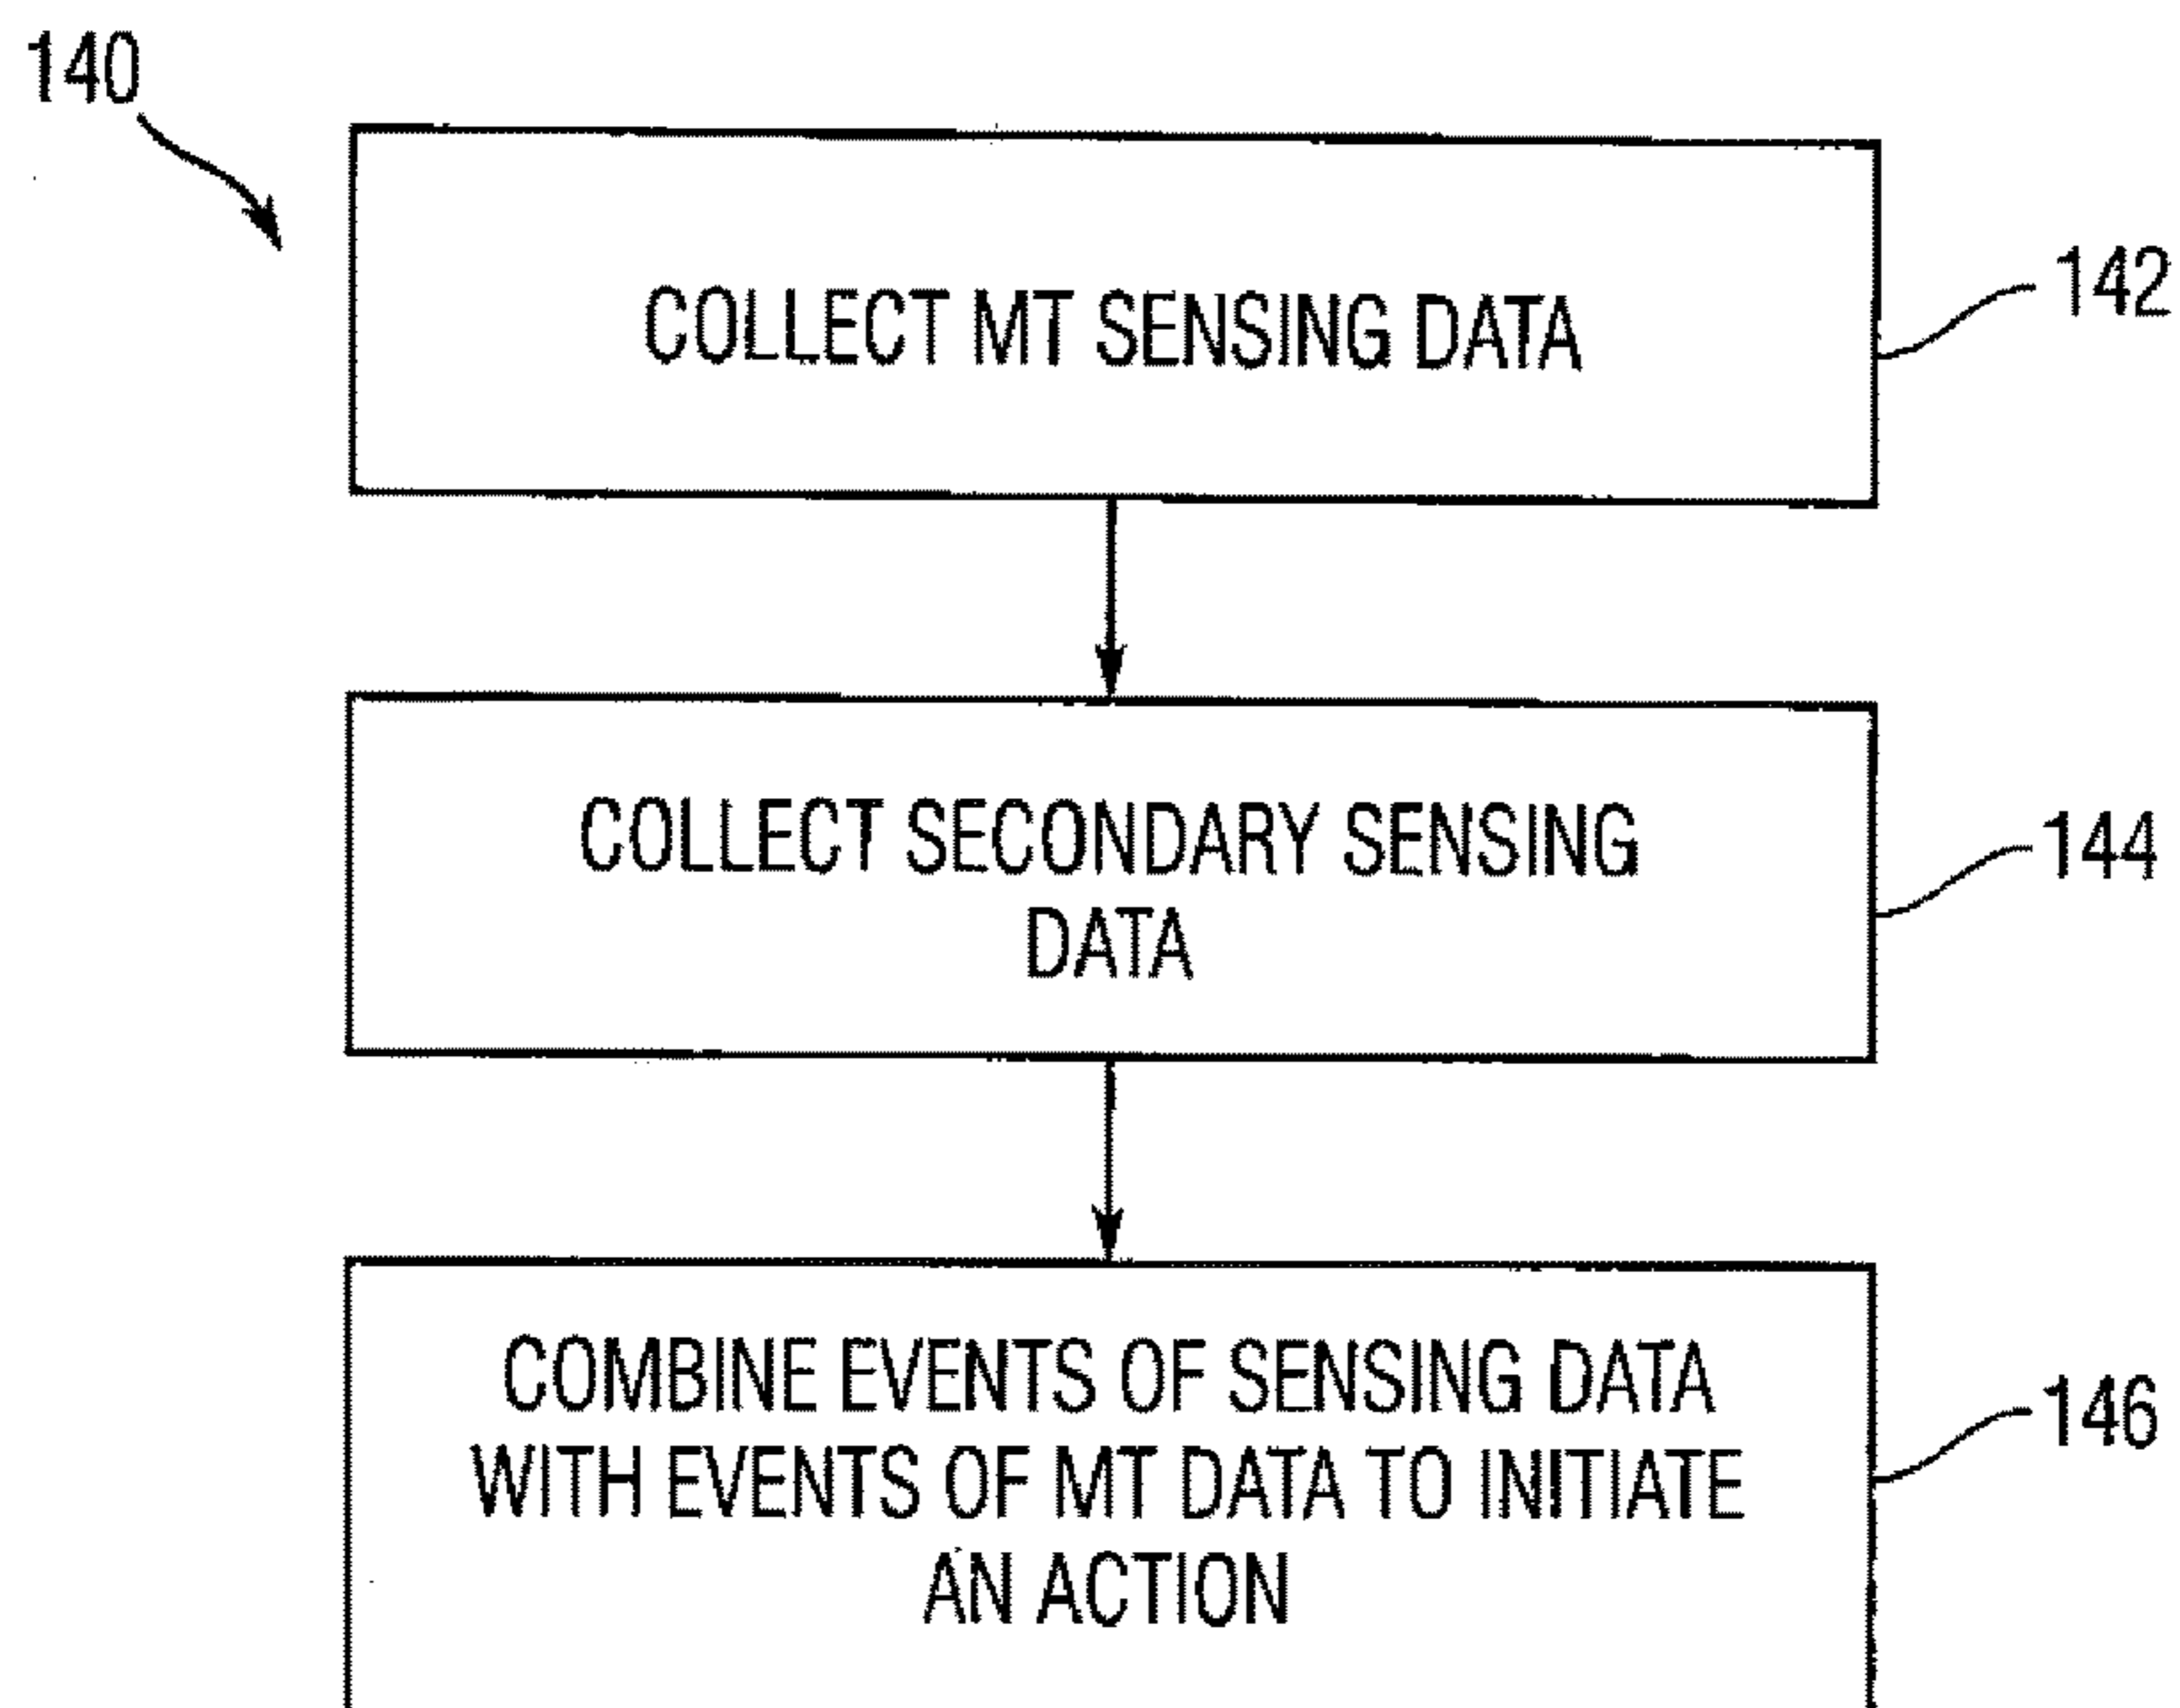 140
COLLECT MT SENSING DATA
142
COLLECT SECONDARY SENSING
DATA
144
COMBINE EVENTS OF SENSING DATA
WITH EVENTS OF MT DATA TO INITIATE
AN ACTION
146